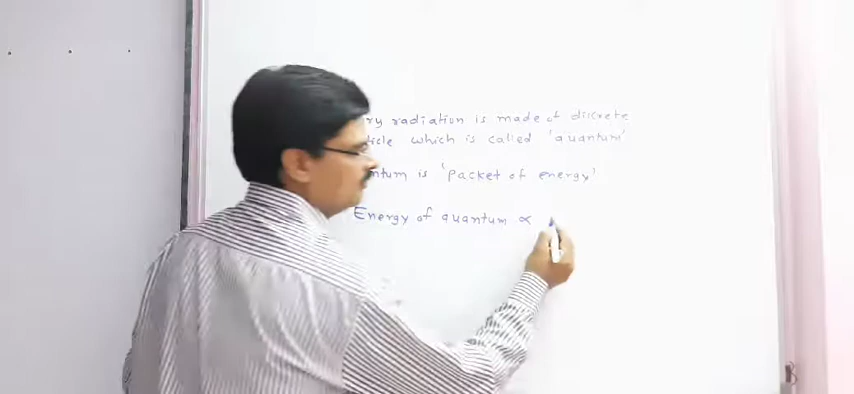 ry radiation is made of discrete
icle which is called 'quantum'
ntum is 'Packet of energy'
Energy of quantum ∝